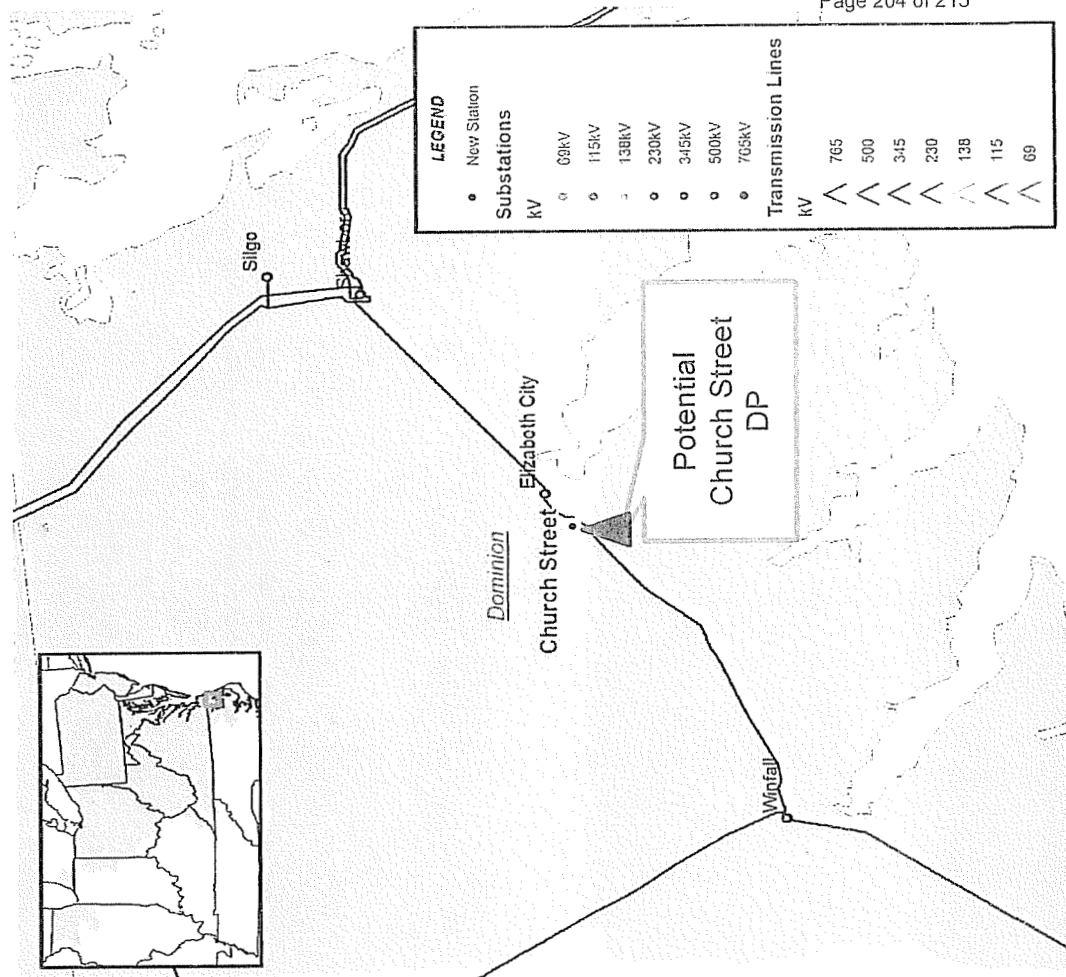 Page 204 of 215
LEGEND
New Station
Substations
kV
69kV
115kV
138kV
230kV
345kV
500kV
765kV
Transmission Lines
kV
765
500
345
230
138
115
69
Silgo
Elizabeth City
Dominion
Church Street
Potential
Church Street
DP
Winfall